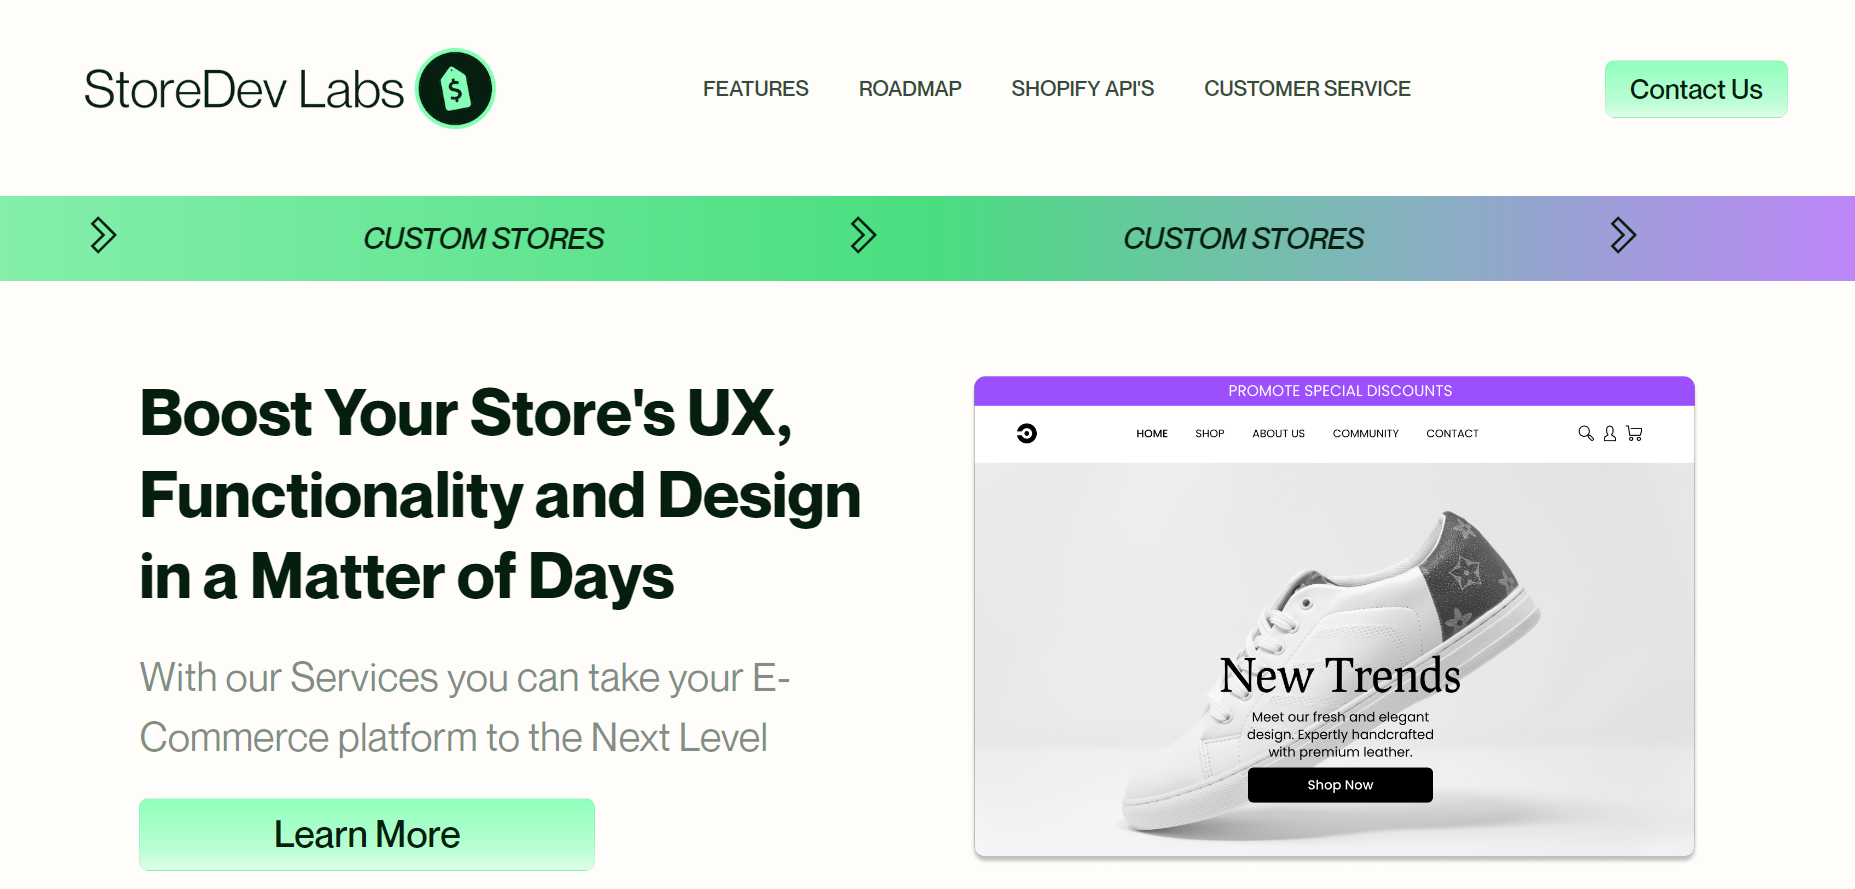 StoreDev Labs
$
FEATURES ROADMAP SHOPIFY API'S CUSTOMER SERVICE
Contact Us
CUSTOM STORES CUSTOM STORES
Boost Your Store's UX,
Functionality and Design
in a Matter of Days
With our Services you can take your E-
Commerce platform to the Next Level
Learn More
PROMOTE SPECIAL DISCOUNTS
HOME SHOP ABOUT US COMMUNITY CONTACT
New Trends
Meet our fresh and elegant
design. Expertly handcrafted
with premium leather.
Shop Now